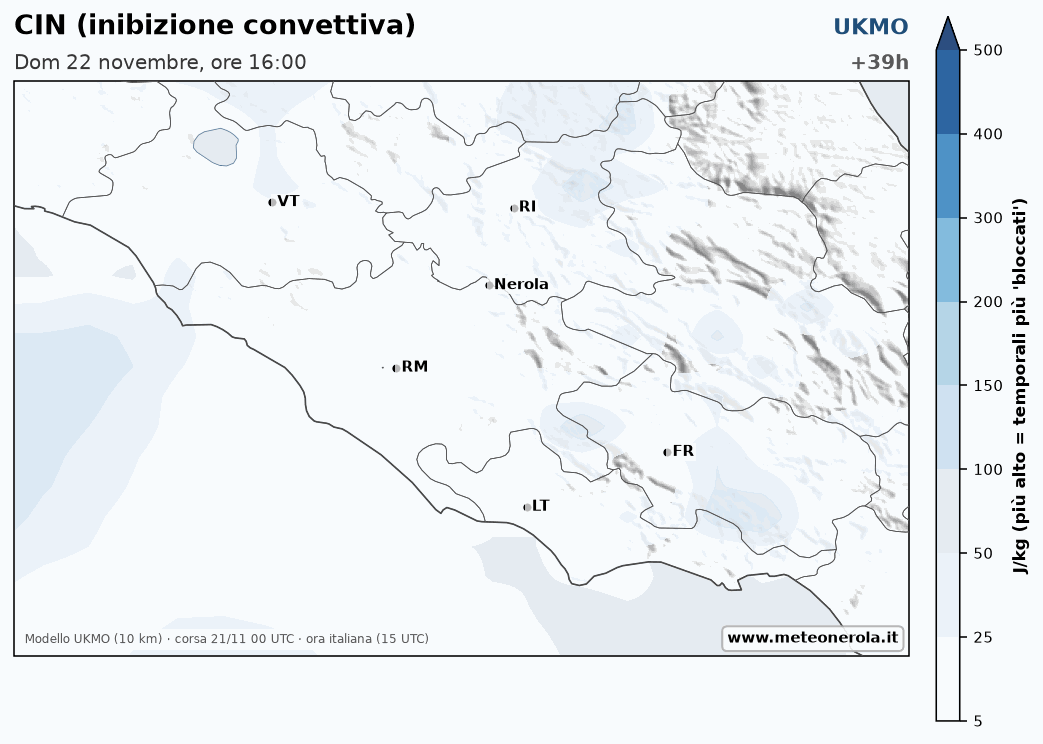 CIN (inibizione convettiva)
UKMO
Dom 22 novembre, ore 16:00
+39h
500
400
300
200
150
100
50
25
5
J/kg (più alto = temporali più 'bloccati')
VT
RI
Nerola
RM
FR
LT
Modello UKMO (10 km) · corsa 21/11 00 UTC · ora italiana (15 UTC)
www.meteonerola.it